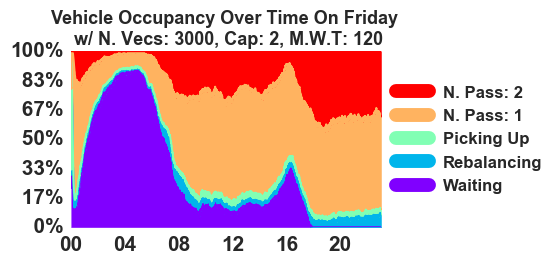 Vehicle Occupancy Over Time On Friday
w/ N. Vecs: 3000, Cap: 2, M.W.T: 120
100%
83%
67%
50%
33%
17%
0%
00 04 08 12 16 20
N. Pass: 2
N. Pass: 1
Picking Up
Rebalancing
Waiting